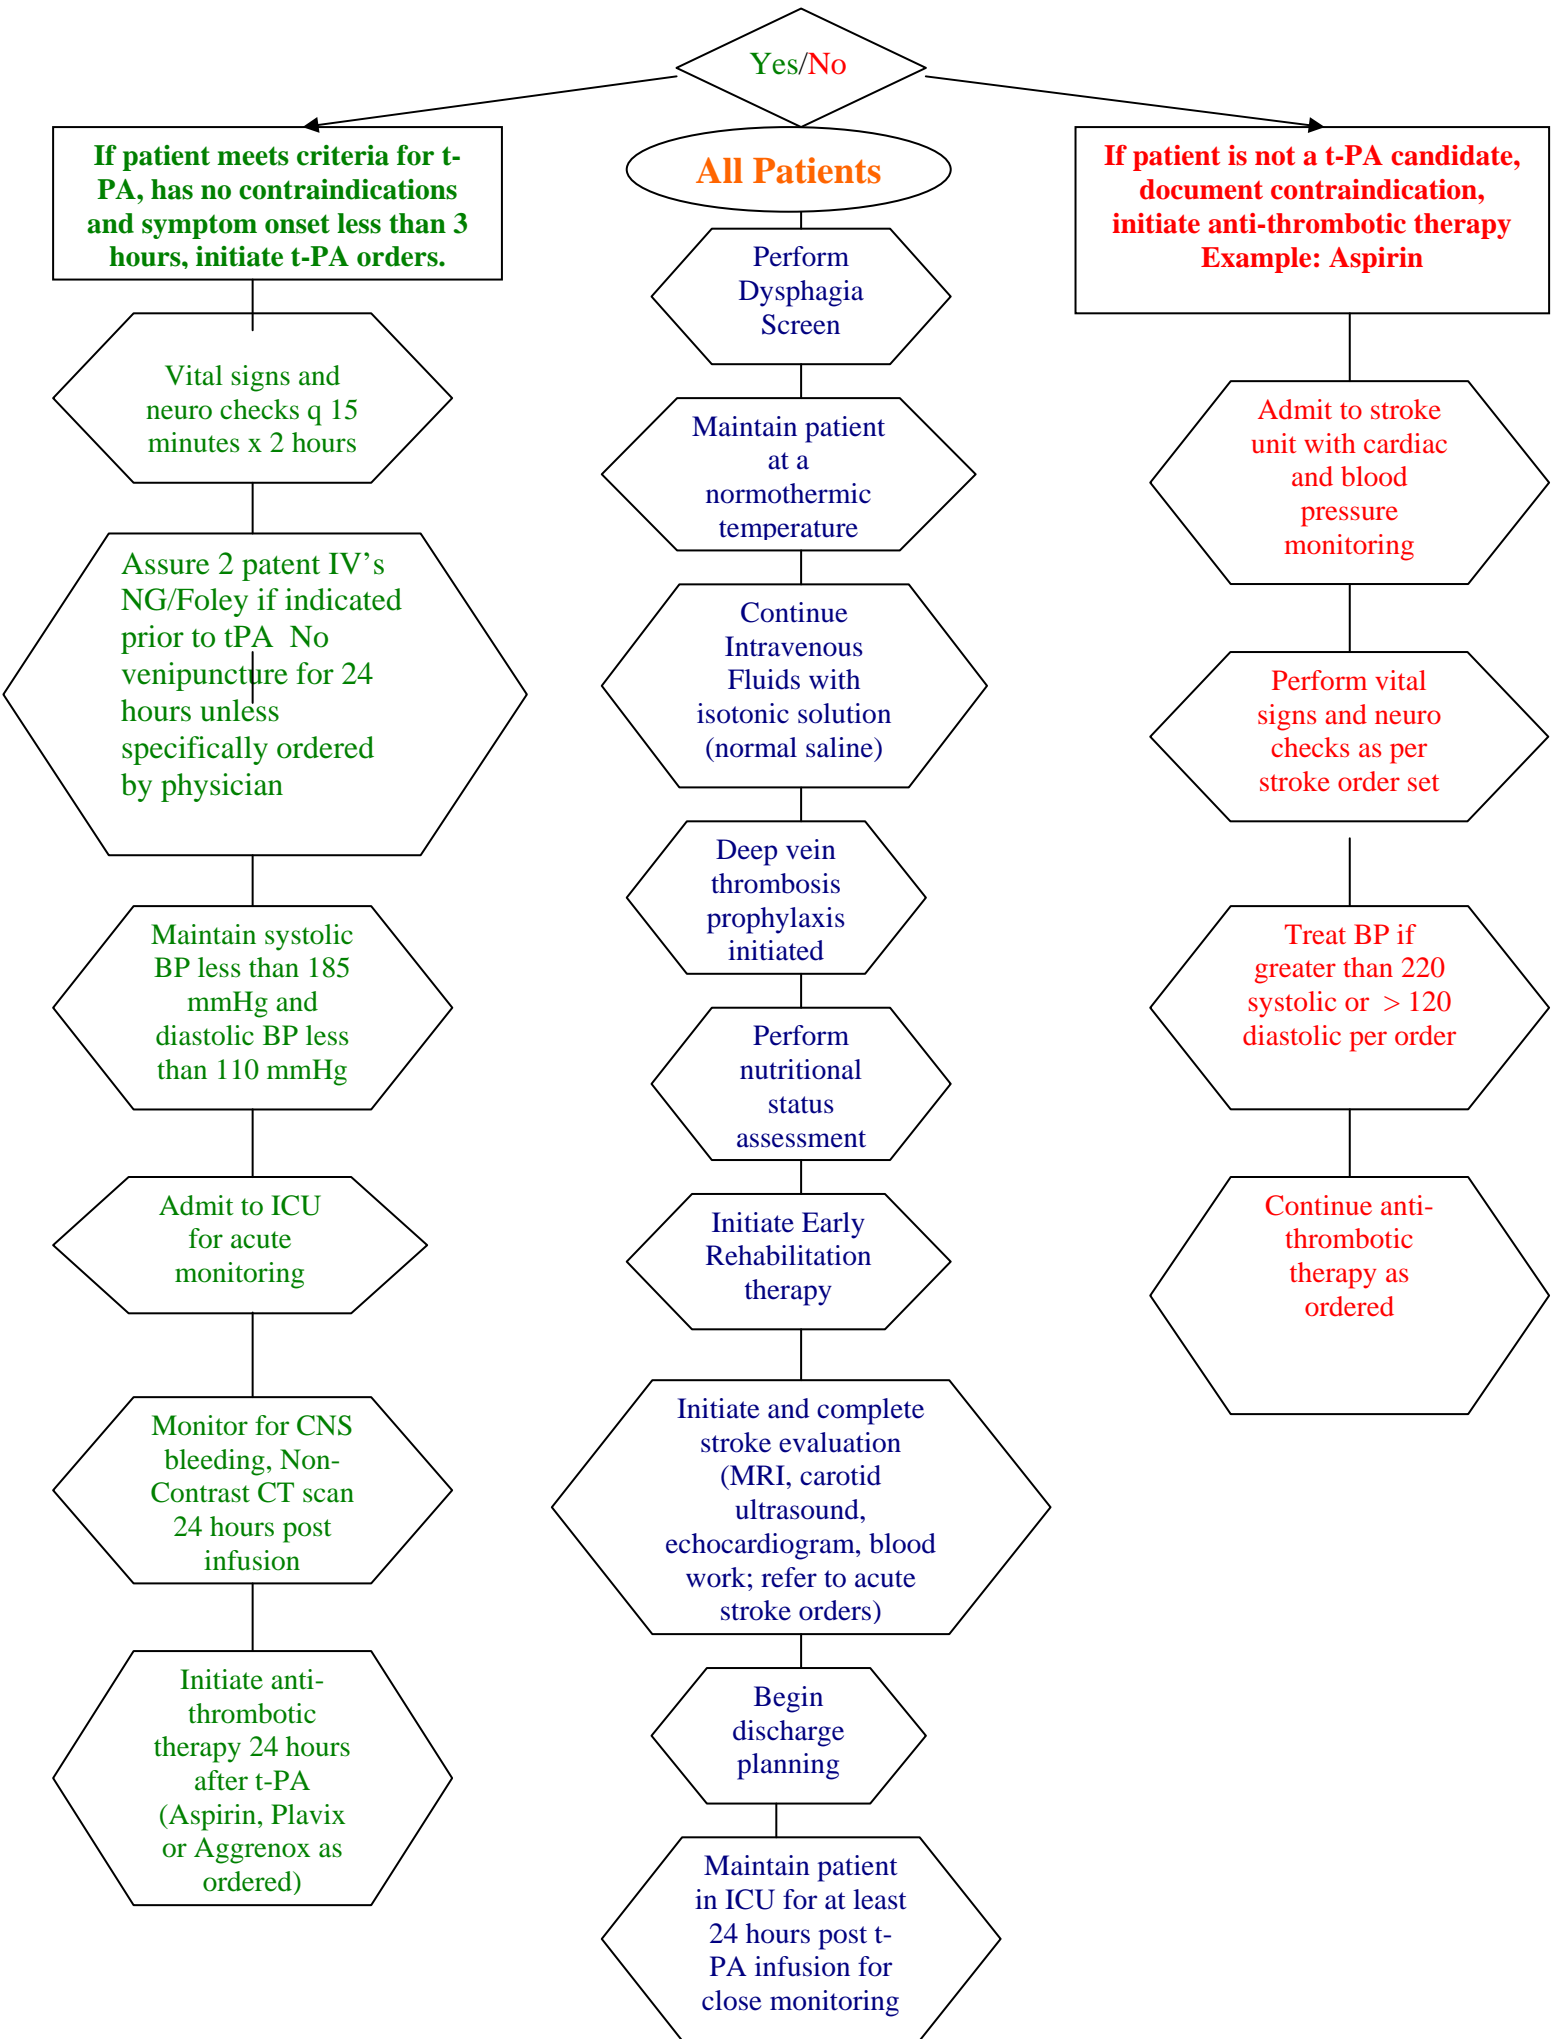 Yes/No
If patient meets criteria for t-
PA, has no contraindications
and symptom onset less than 3
hours, initiate t-PA orders.
Vital signs and
neuro checks q 15
minutes x 2 hours
Assure 2 patent IV’s
NG/Foley if indicated
prior to tPA  No
venipuncture for 24
hours unless
specifically ordered
by physician
Maintain systolic
BP less than 185
mmHg and
diastolic BP less
than 110 mmHg
Admit to ICU
for acute
monitoring
Monitor for CNS
bleeding, Non-
Contrast CT scan
24 hours post
infusion
Initiate anti-
thrombotic
therapy 24 hours
after t-PA
(Aspirin, Plavix
or Aggrenox as
ordered)
All Patients
Perform
Dysphagia
Screen
Maintain patient
at a
normothermic
temperature
Continue
Intravenous
Fluids with
isotonic solution
(normal saline)
Deep vein
thrombosis
prophylaxis
initiated
Perform
nutritional
status
assessment
Initiate Early
Rehabilitation
therapy
Initiate and complete
stroke evaluation
(MRI, carotid
ultrasound,
echocardiogram, blood
work; refer to acute
stroke orders)
Begin
discharge
planning
Maintain patient
in ICU for at least
24 hours post t-
PA infusion for
close monitoring
If patient is not a t-PA candidate,
document contraindication,
initiate anti-thrombotic therapy
Example: Aspirin
Admit to stroke
unit with cardiac
and blood
pressure
monitoring
Perform vital
signs and neuro
checks as per
stroke order set
Treat BP if
greater than 220
systolic or  > 120
diastolic per order
Continue anti-
thrombotic
therapy as
ordered